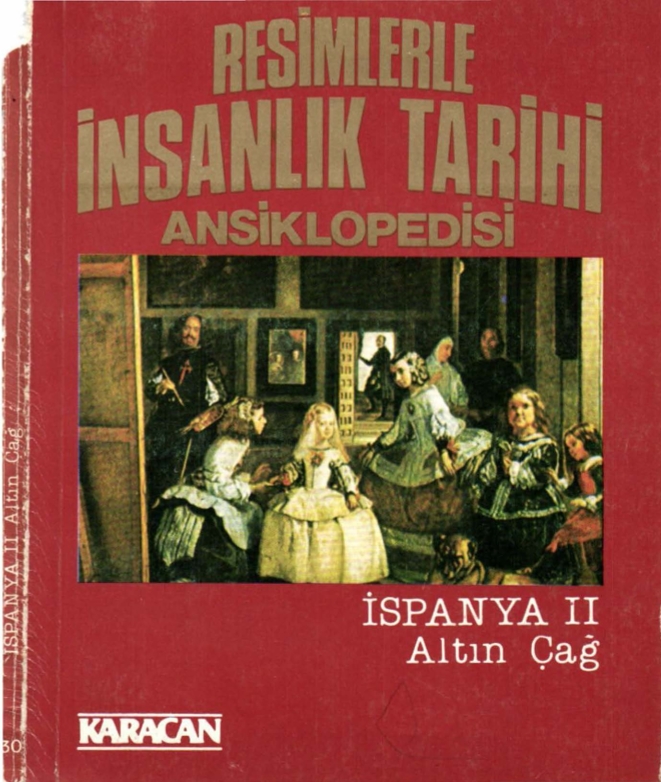 RESİMLERLE
İNSANLIK TARİHİ
ANSİKLOPEDİSİ
İSPANYA II
Altın Çağ
KARACAN
İSPANYA II Altın Çağ
30